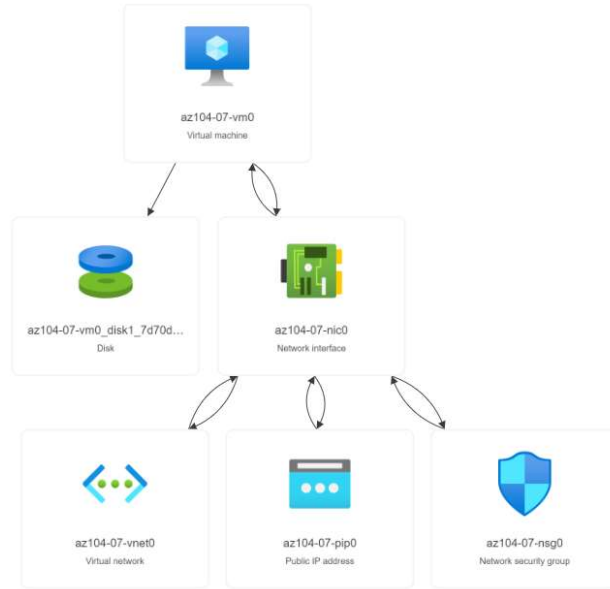 az104-07-vm0
Virtual machine
az104-07-vm0_disk1_7d70d...
Disk
az104-07-nic0
Network interface
az104-07-vnet0
Virtual network
az104-07-pip0
Public IP address
az104-07-nsg0
Network security group